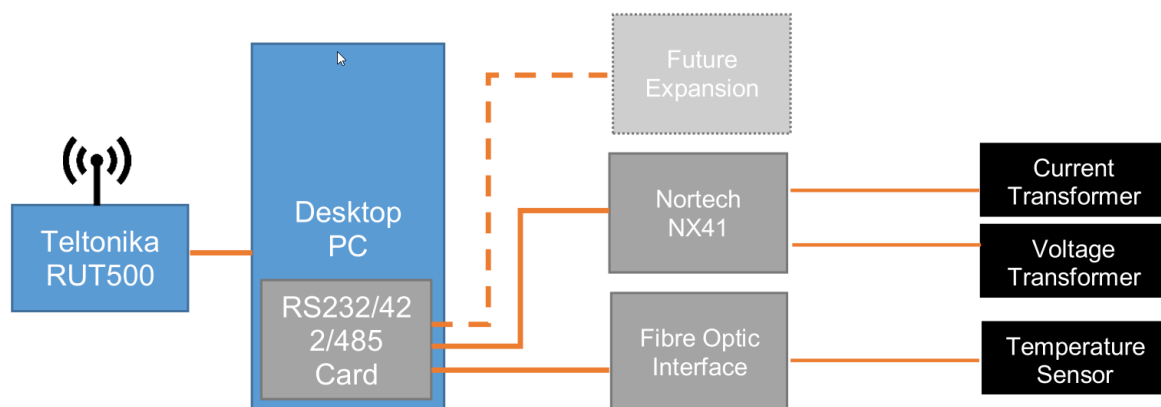 Future
Expansion
Current
Transformer
Nortech
NX41
Desktop
PC
Teltonika
RUT500
Voltage
Transformer
RS232/42
2/485
Card
Fibre Optic
Interface
Temperature
Sensor